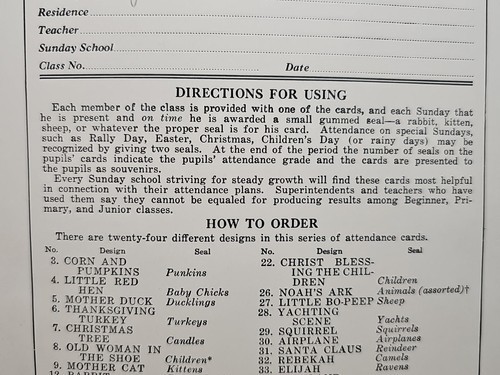 Residence
Teacher
Sunday School
Class No. Date
DIRECTIONS FOR USING
Each member of the class is provided with one of the cards, and each Sunday that
he is present and on time he is awarded a small gummed seal—a rabbit, kitten,
sheep, or whatever the proper seal is for his card. Attendance on special Sundays,
such as Rally Day, Easter, Christmas, Children's Day (or rainy days) may be
recognized by giving two seals. At the end of the period the number of seals on the
pupils' cards indicate the pupils' attendance grade and the cards are presented to
the pupils as souvenirs.
Every Sunday school striving for steady growth will find these cards most helpful
in connection with their attendance plans. Superintendents and teachers who have
used them say they cannot be equaled for producing results among Beginner, Pri-
mary, and Junior classes.
HOW TO ORDER
There are twenty-four different designs in this series of attendance cards.
No. Design Seal
3. CORN AND
PUMPKINS Punkins
4. LITTLE RED
HEN Baby Chicks
5. MOTHER DUCK Ducklings
6. THANKSGIVING
TURKEY Turkeys
7. CHRISTMAS
TREE Candles
8. OLD WOMAN IN
THE SHOE Children*
9. MOTHER CAT Kittens
No. Design Seal
22. CHRIST BLESS-
ING THE CHIL-
DREN Children
26. NOAH'S ARK Animals (assorted)†
27. LITTLE BO-PEEP Sheep
28. YACHTING
SCENE Yachts
29. SQUIRREL Squirrels
30. AIRPLANE Airplanes
31. SANTA CLAUS Reindeer
32. REBEKAH Camels
33. ELIJAH Ravens